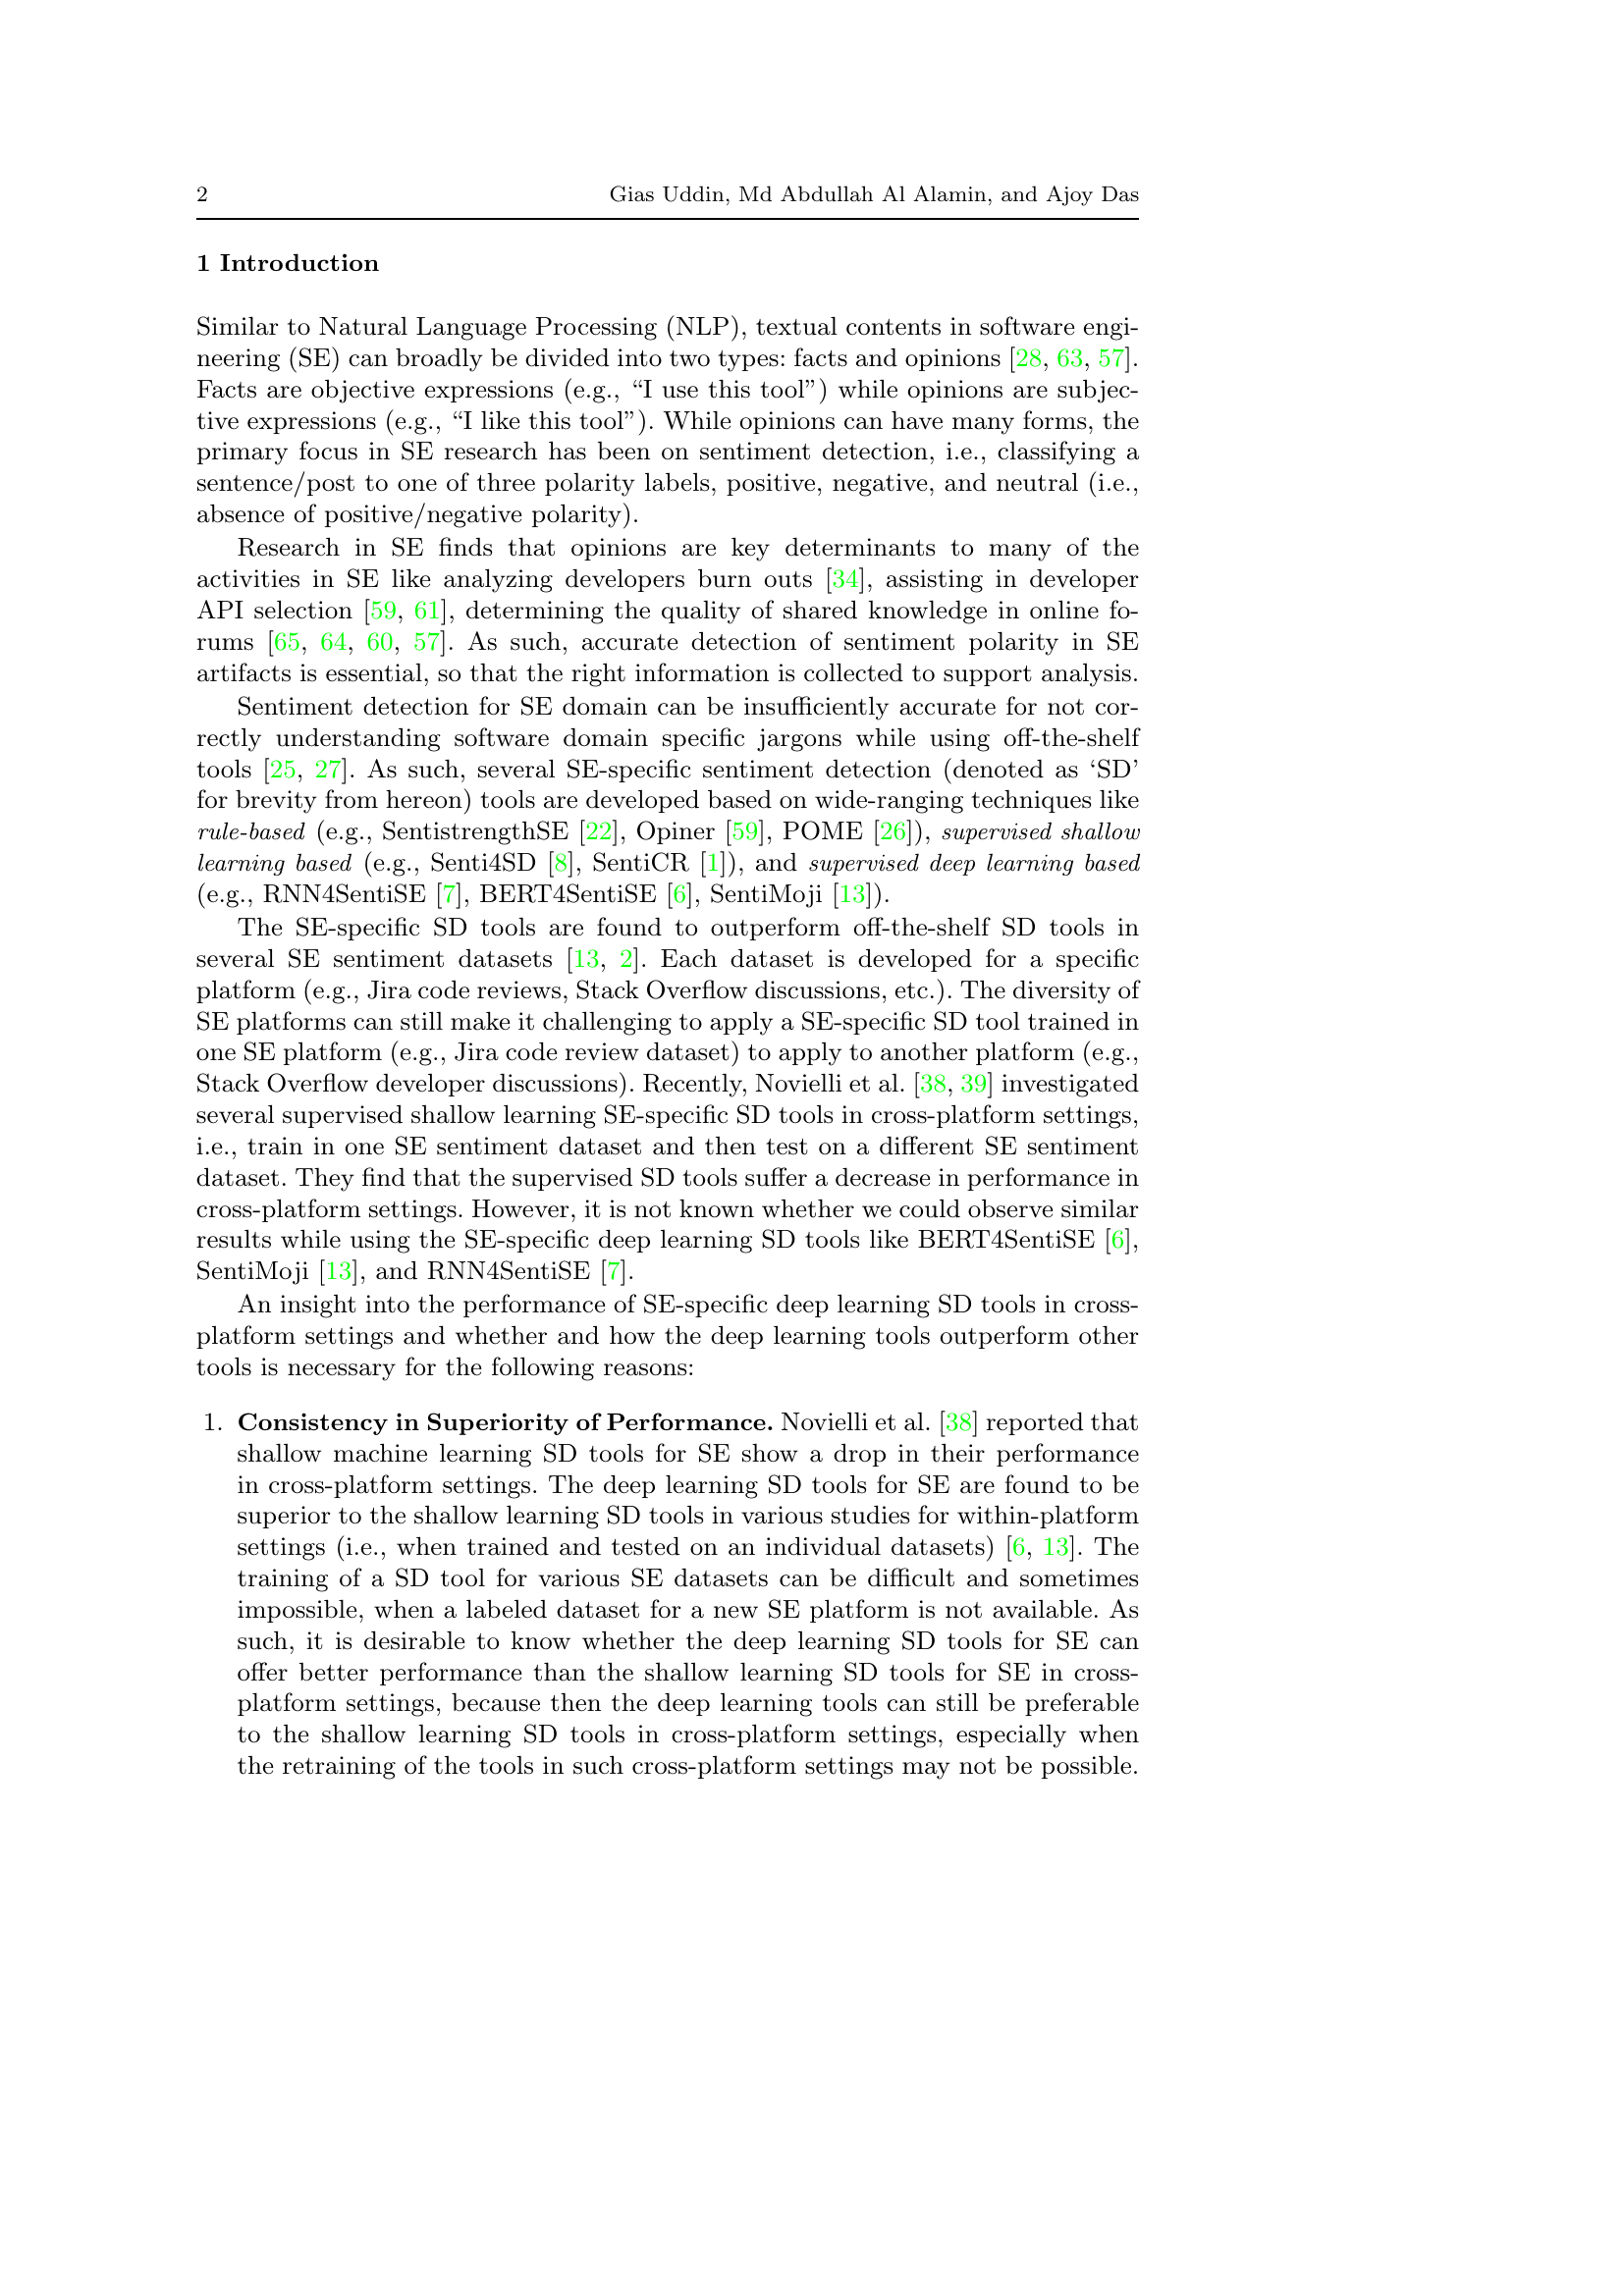 2 Gias Uddin, Md Abdullah Al Alamin, and Ajoy Das
1 Introduction
Similar to Natural Language Processing (NLP), textual contents in software engi-
neering (SE) can broadly be divided into two types: facts and opinions [28, 63, 57].
Facts are objective expressions (e.g., “I use this tool”) while opinions are subjec-
tive expressions (e.g., “I like this tool”). While opinions can have many forms, the
primary focus in SE research has been on sentiment detection, i.e., classifying a
sentence/post to one of three polarity labels, positive, negative, and neutral (i.e.,
absence of positive/negative polarity).
Research in SE finds that opinions are key determinants to many of the
activities in SE like analyzing developers burn outs [34], assisting in developer
API selection [59, 61], determining the quality of shared knowledge in online fo-
rums [65, 64, 60, 57]. As such, accurate detection of sentiment polarity in SE
artifacts is essential, so that the right information is collected to support analysis.
Sentiment detection for SE domain can be insufficiently accurate for not cor-
rectly understanding software domain specific jargons while using off-the-shelf
tools [25, 27]. As such, several SE-specific sentiment detection (denoted as ‘SD’
for brevity from hereon) tools are developed based on wide-ranging techniques like
rule-based (e.g., SentistrengthSE [22], Opiner [59], POME [26]), supervised shallow
learning based (e.g., Senti4SD [8], SentiCR [1]), and supervised deep learning based
(e.g., RNN4SentiSE [7], BERT4SentiSE [6], SentiMoji [13]).
The SE-specific SD tools are found to outperform off-the-shelf SD tools in
several SE sentiment datasets [13, 2]. Each dataset is developed for a specific
platform (e.g., Jira code reviews, Stack Overflow discussions, etc.). The diversity of
SE platforms can still make it challenging to apply a SE-specific SD tool trained in
one SE platform (e.g., Jira code review dataset) to apply to another platform (e.g.,
Stack Overflow developer discussions). Recently, Novielli et al. [38, 39] investigated
several supervised shallow learning SE-specific SD tools in cross-platform settings,
i.e., train in one SE sentiment dataset and then test on a different SE sentiment
dataset. They find that the supervised SD tools suffer a decrease in performance in
cross-platform settings. However, it is not known whether we could observe similar
results while using the SE-specific deep learning SD tools like BERT4SentiSE [6],
SentiMoji [13], and RNN4SentiSE [7].
An insight into the performance of SE-specific deep learning SD tools in cross-
platform settings and whether and how the deep learning tools outperform other
tools is necessary for the following reasons:
1. Consistency in Superiority of Performance. Novielli et al. [38] reported that
shallow machine learning SD tools for SE show a drop in their performance
in cross-platform settings. The deep learning SD tools for SE are found to be
superior to the shallow learning SD tools in various studies for within-platform
settings (i.e., when trained and tested on an individual datasets) [6, 13]. The
training of a SD tool for various SE datasets can be difficult and sometimes
impossible, when a labeled dataset for a new SE platform is not available. As
such, it is desirable to know whether the deep learning SD tools for SE can
offer better performance than the shallow learning SD tools for SE in cross-
platform settings, because then the deep learning tools can still be preferable
to the shallow learning SD tools in cross-platform settings, especially when
the retraining of the tools in such cross-platform settings may not be possible.